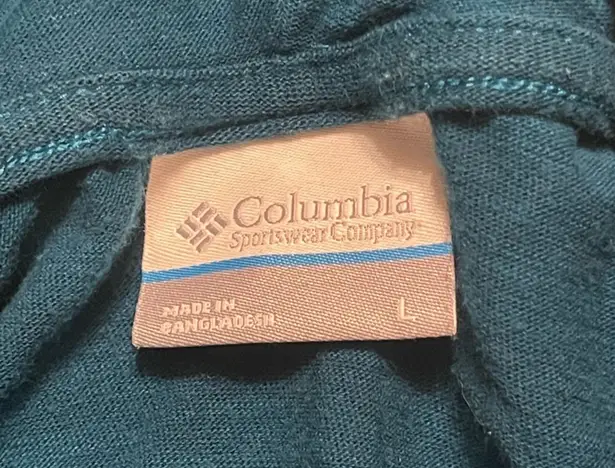 Columbia
Sportswear Company
MADE IN
BANGLADESH
L